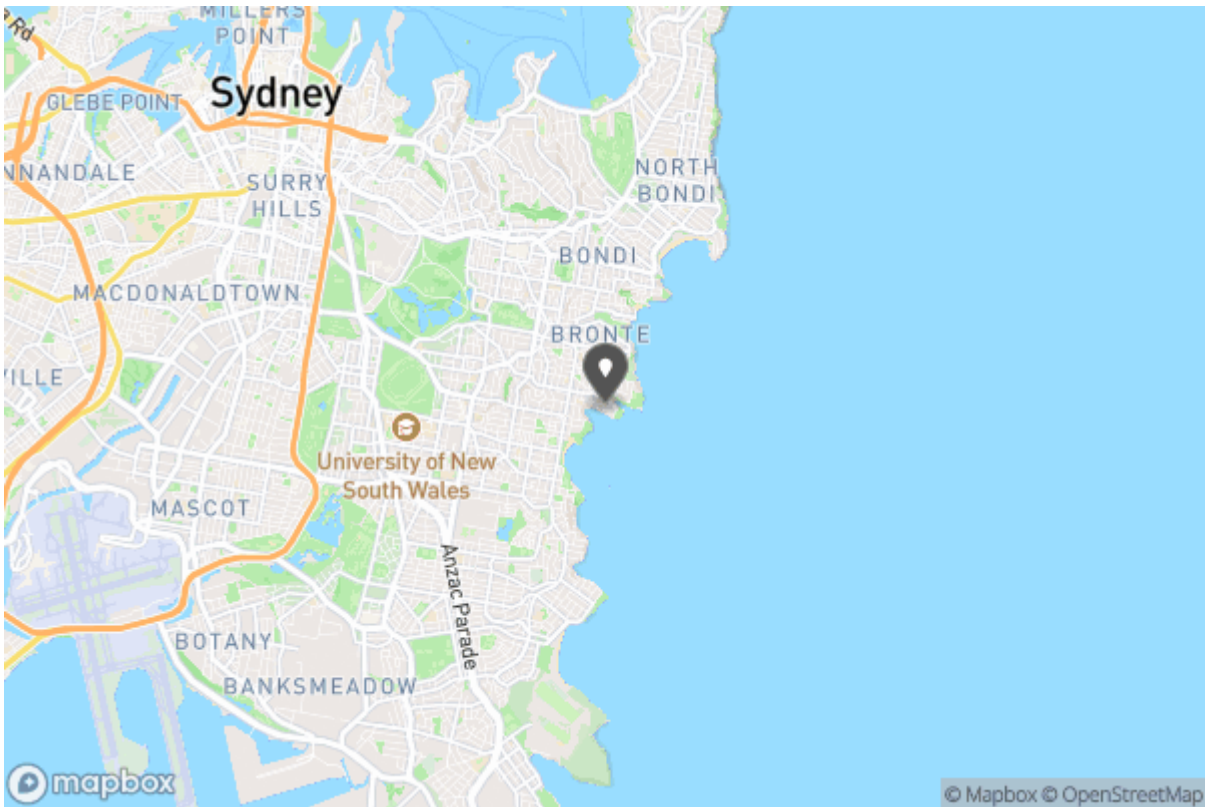 MILLERS
POINT
a Rd
GLEBE POINT
Sydney
NNANDALE
SURRY
HILLS
NORTH
BONDI
BONDI
MACDONALDTOWN
BRONTE
VILLE
University of New
South Wales
MASCOT
Anzac Parade
BOTANY
BANKSMEADOW
mapbox
© Mapbox © OpenStreetMap